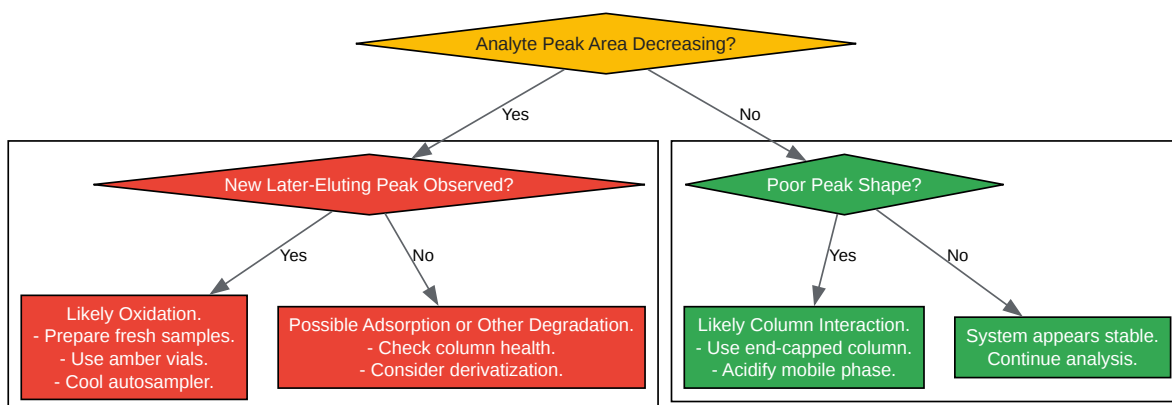 Analyte Peak Area Decreasing?
Yes
No
New Later-Eluting Peak Observed?
Poor Peak Shape?
Yes
No
Yes
No
Likely Oxidation.
- Prepare fresh samples.
- Use amber vials.
- Cool autosampler.
Possible Adsorption or Other Degradation.
- Check column health.
- Consider derivatization.
Likely Column Interaction.
- Use end-capped column.
- Acidify mobile phase.
System appears stable.
Continue analysis.